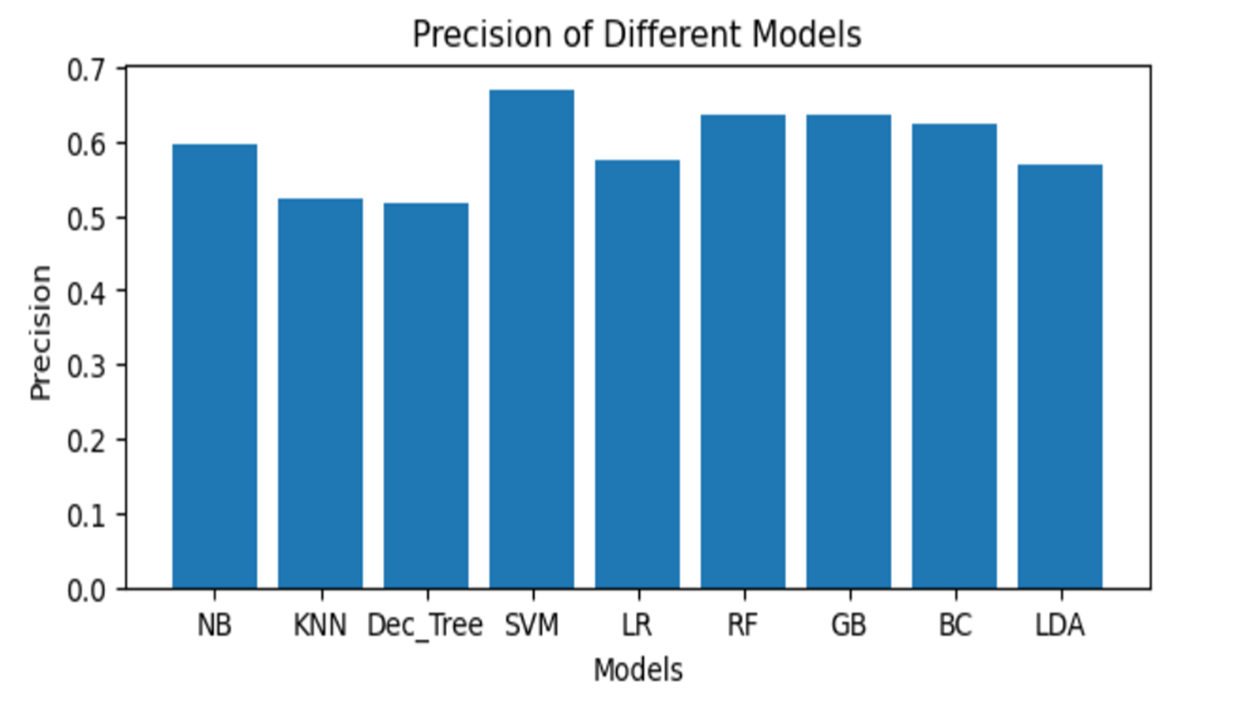 Precision of Different Models
0.7
0.6
0.5
0.4
0.3
0.2
0.1
0.0
Precision
NB KNN Dec_Tree SVM LR RF GB BC LDA
Models